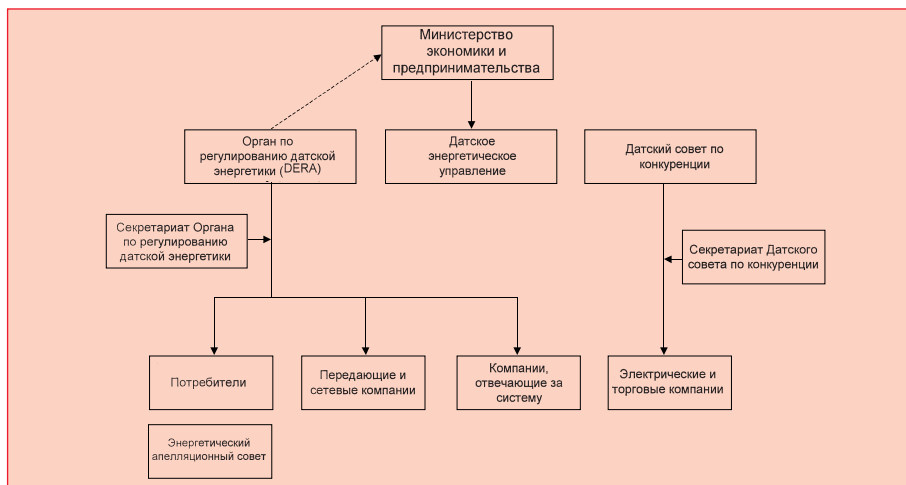 Министерство
экономики и
предпринимательства
Орган по
регулированию датской
энергетики (DERA)
Датское
энергетическое
управление
Датский совет по
конкуренции
Секретариат Органа
по регулированию
датской энергетики
Секретариат Датского
совета по конкуренции
Потребители
Передающие и
сетевые компании
Компании,
отвечающие за
систему
Электрические и
торговые компании
Энергетический
апелляционный совет